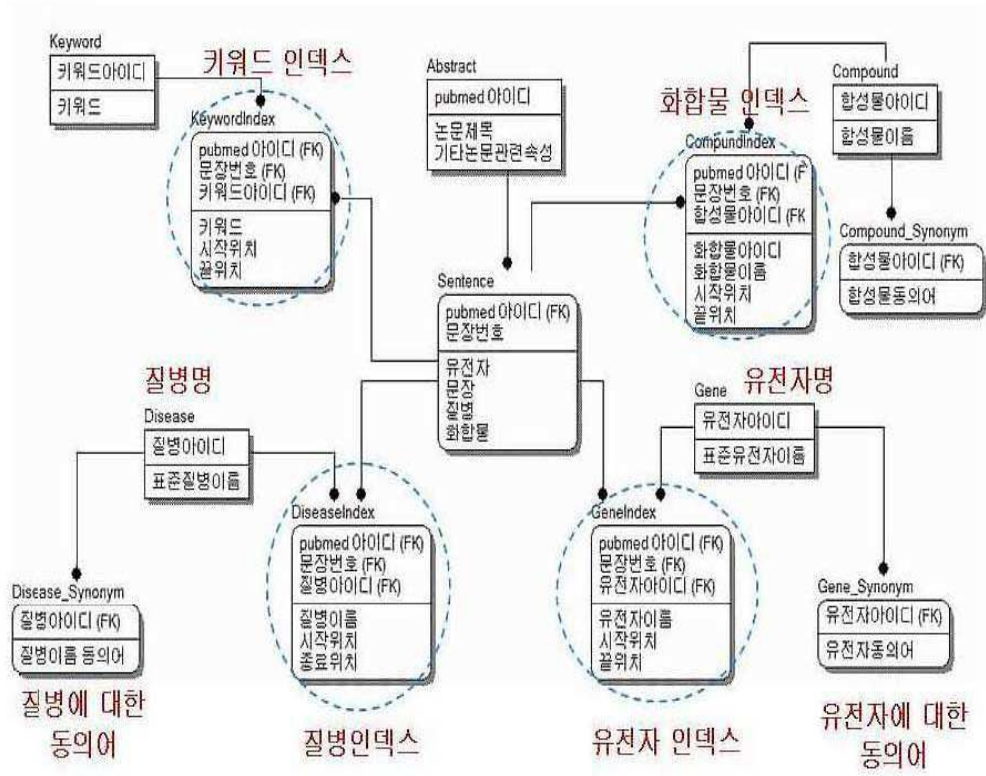 Keyword
키워드아이디
키워드
키워드 인덱스
KeywordIndex
pubmed 아이디 (FK)
문장번호 (FK)
키워드아이디 (FK)
키워드
시작위치
끝위치
Abstract
pubmed 아이디
논문제목
기타논문관련속성
화합물 인덱스
CompundIndex
pubmed 아이디 (F
문장번호 (FK)
합성물아이디 (FK
화합물아이디
화합물이름
시작위치
끝위치
Compound
합성물아이디
합성물이름
Compound_Synonym
합성물아이디 (FK)
합성물동의어
Sentence
pubmed 아이디 (FK)
문장번호
유전자
문장
질병
화합물
질병명
Disease
질병아이디
표준질병이름
유전자명
Gene
유전자아이디
표준유전자이름
DiseaseIndex
pubmed 아이디 (FK)
문장번호 (FK)
질병아이디 (FK)
질병이름
시작위치
종료위치
GeneIndex
pubmed 아이디 (FK)
문장번호 (FK)
유전자아이디 (FK)
유전자이름
시작위치
끝위치
Disease_Synonym
질병아이디 (FK)
질병이름 동의어
Gene_Synonym
유전자아이디 (FK)
유전자동의어
질병에 대한
동의어
질병인덱스
유전자 인덱스
유전자에 대한
동의어